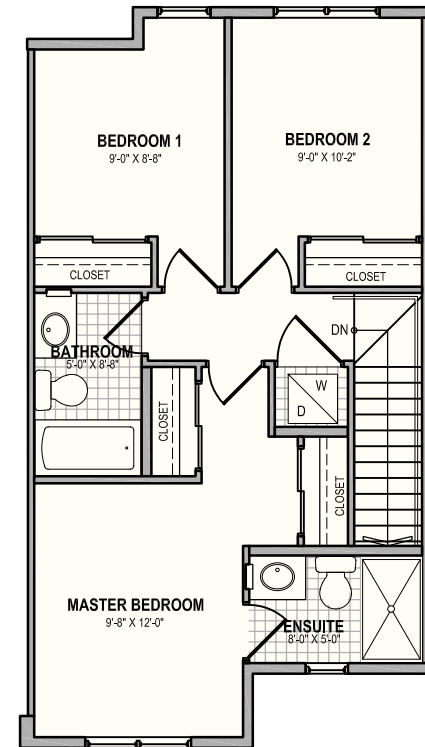 BEDROOM 1
9'-0" X 8'-8"
BEDROOM 2
9'-0" X 10'-2"
CLOSET
CLOSET
DN
BATHROOM
5'-0" X 8'-8"
W
D
CLOSET
CLOSET
MASTER BEDROOM
9'-8" X 12'-0"
ENSUITE
8'-0" X 5'-0"